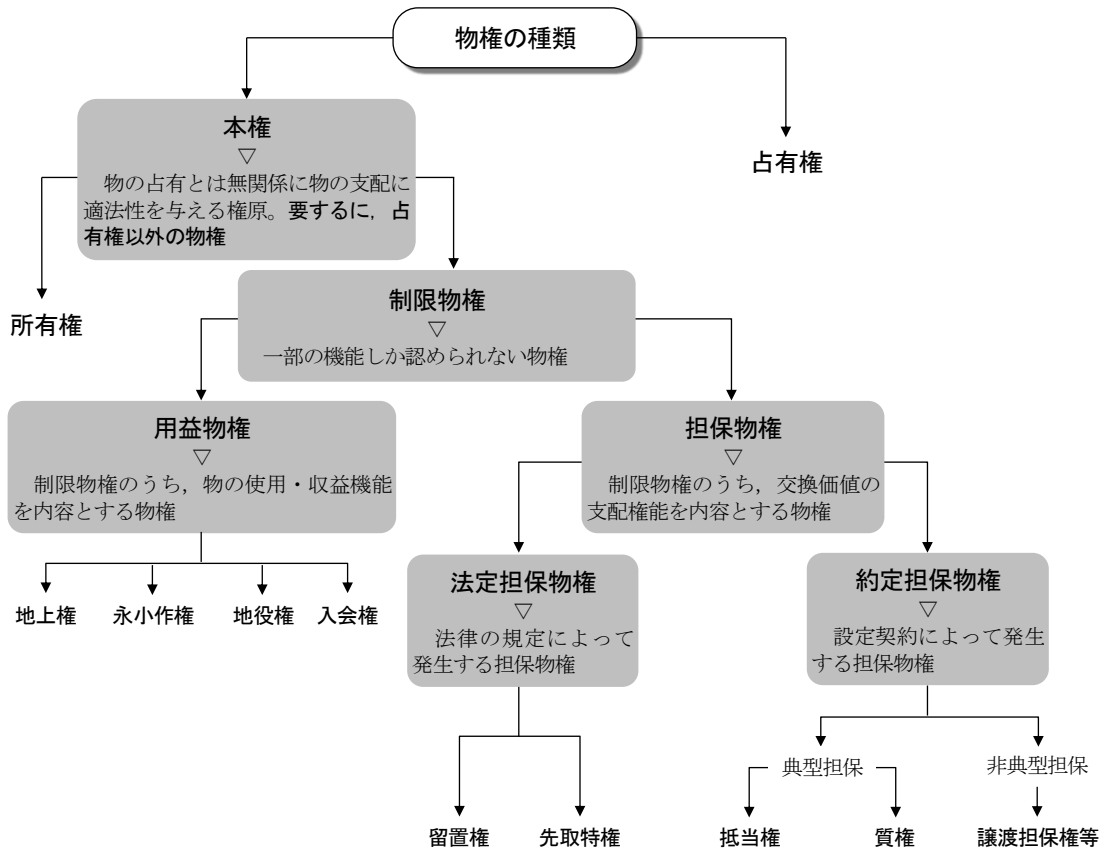 物権の種類
本権
▽
物の占有とは無関係に物の支配に
適法性を与える権原。要するに，占
有権以外の物権
占有権
所有権
制限物権
▽
一部の機能しか認められない物権
用益物権
▽
制限物権のうち，物の使用・収益機能
を内容とする物権
担保物権
▽
制限物権のうち，交換価値の
支配権能を内容とする物権
地上権
永小作権
地役権
入会権
法定担保物権
▽
法律の規定によって
発生する担保物権
約定担保物権
▽
設定契約によって発生
する担保物権
典型担保
非典型担保
留置権
先取特権
抵当権
質権
譲渡担保権等